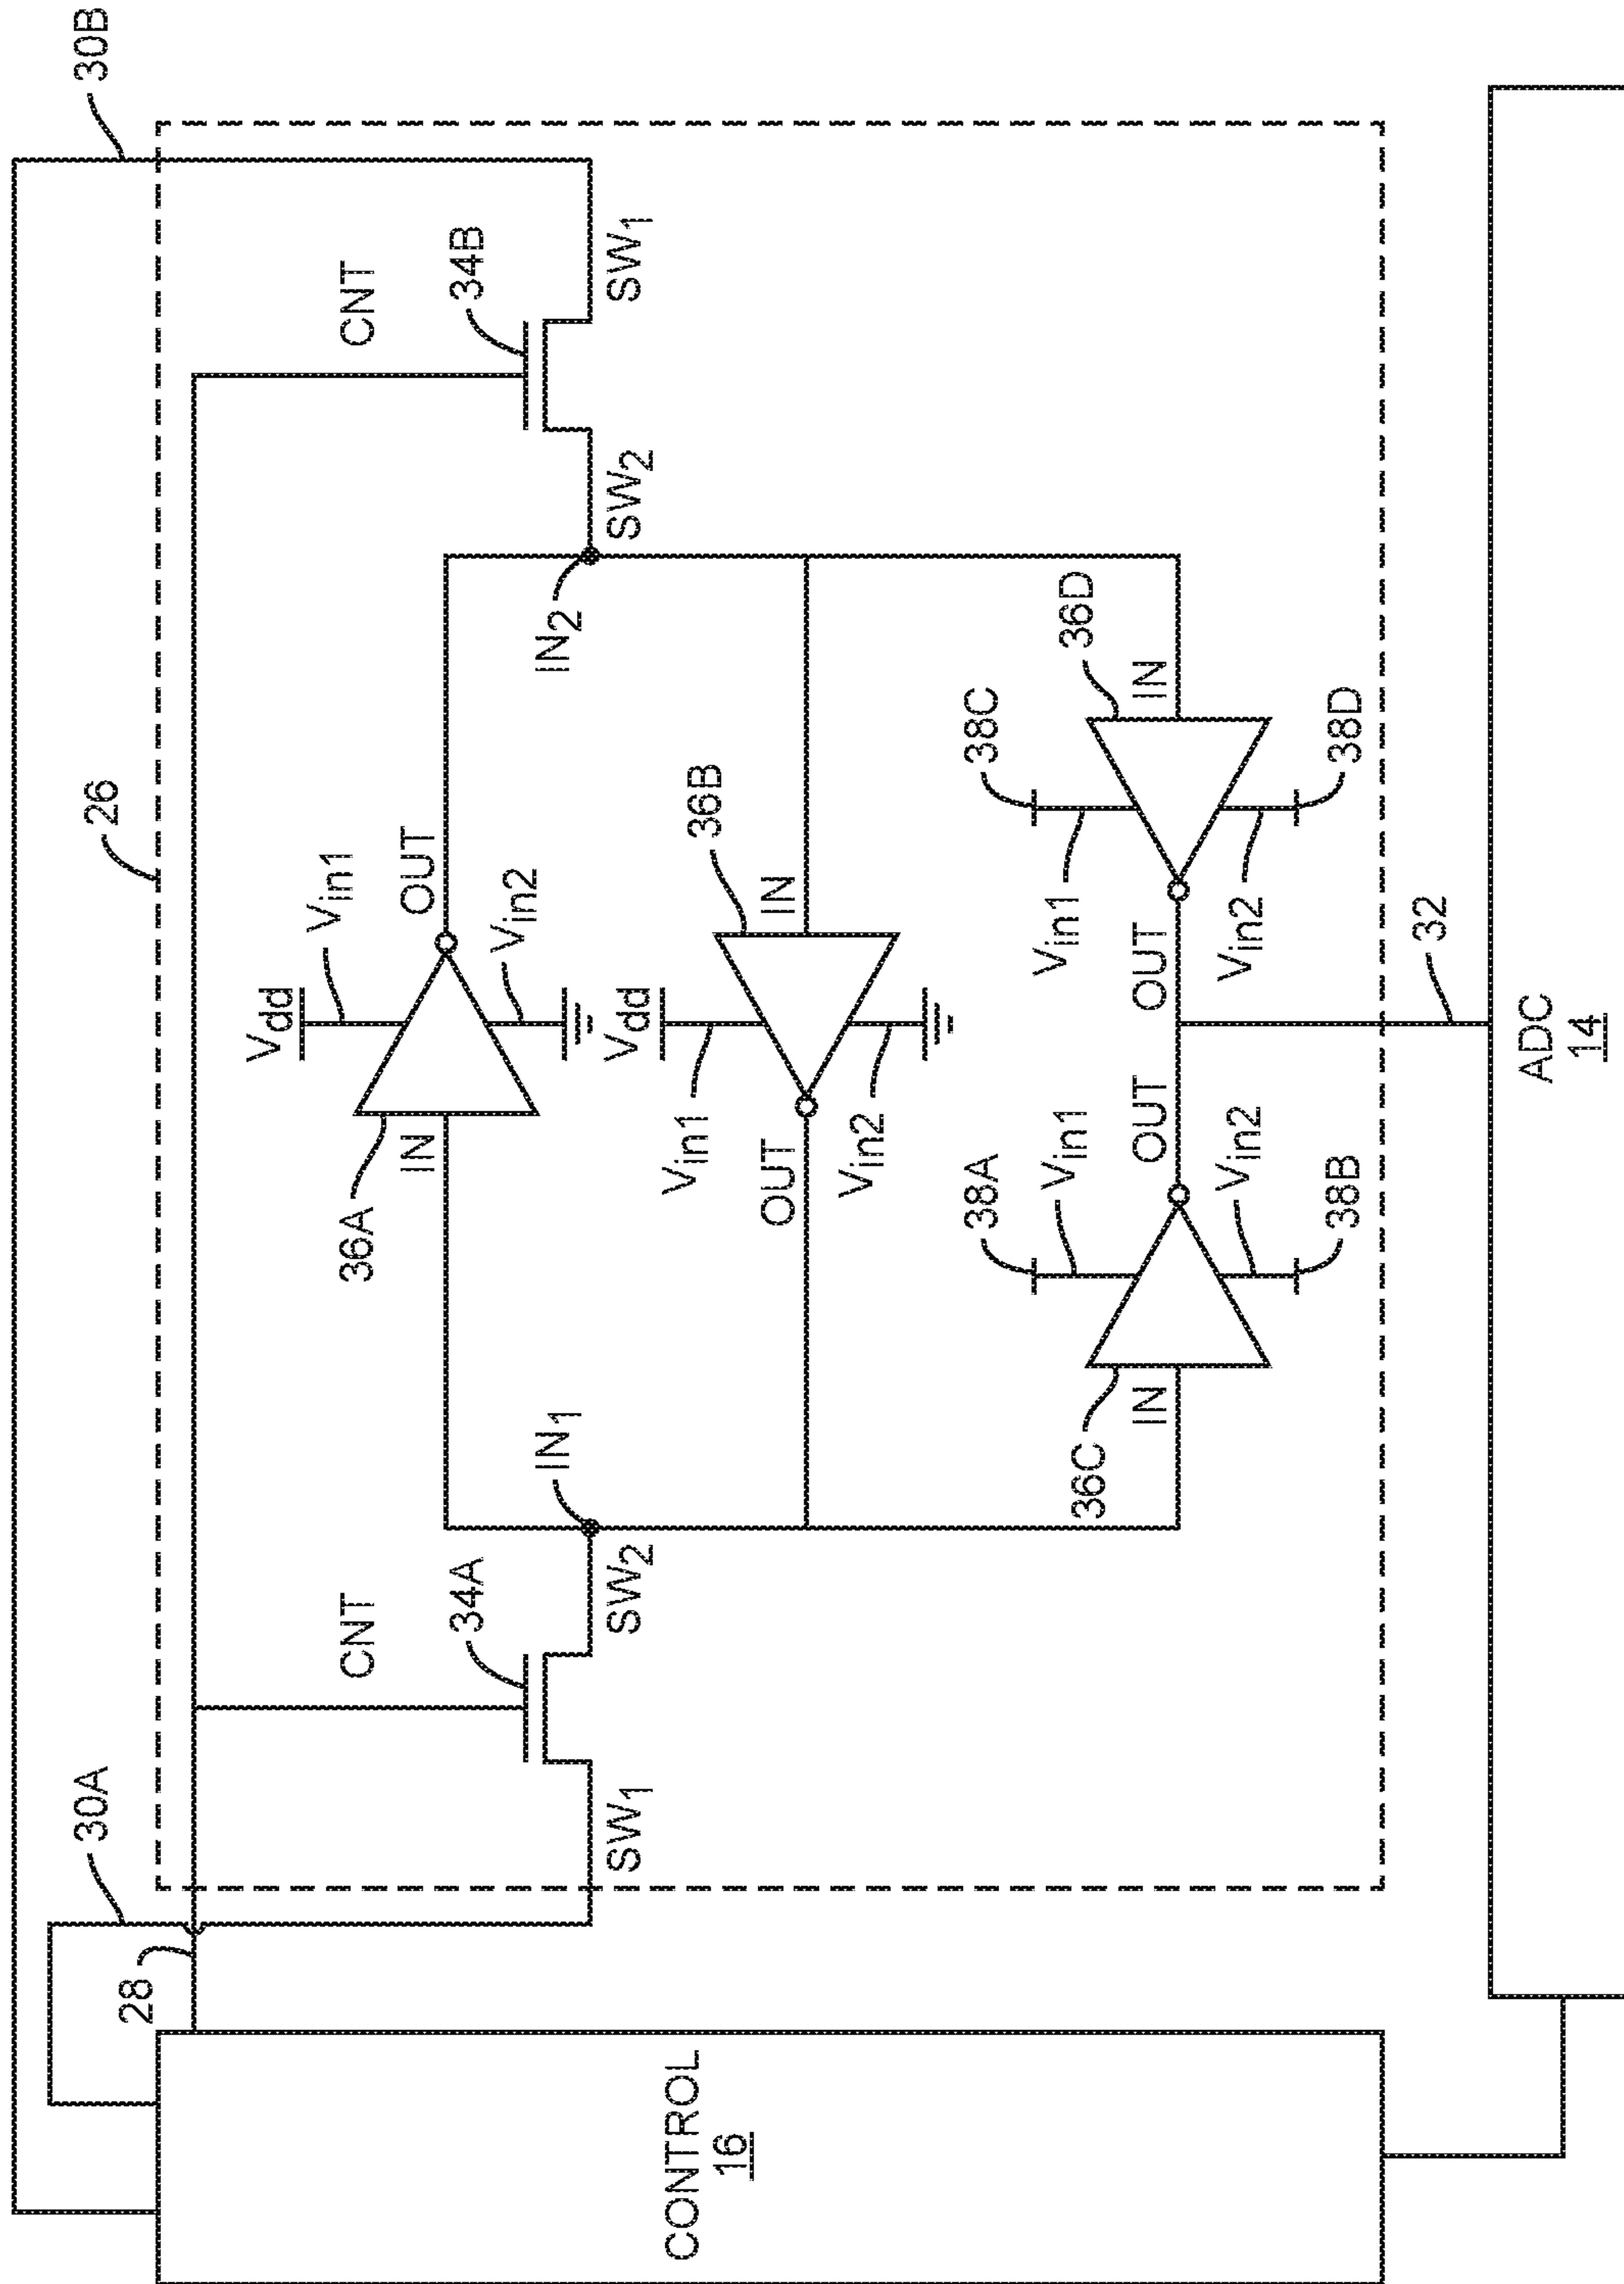 30A
30B
28
26
CNT
CNT
34A
34B
SW1
SW2
IN1
IN2
SW2
SW1
Vdd
Vin1
36A
IN
OUT
Vin2
Vdd
Vin1
36B
OUT
IN
Vin2
38A
38C
Vin1
Vin1
36C
36D
IN
OUT
OUT
IN
Vin2
Vin2
38B
38D
32
CONTROL
16
ADC
14